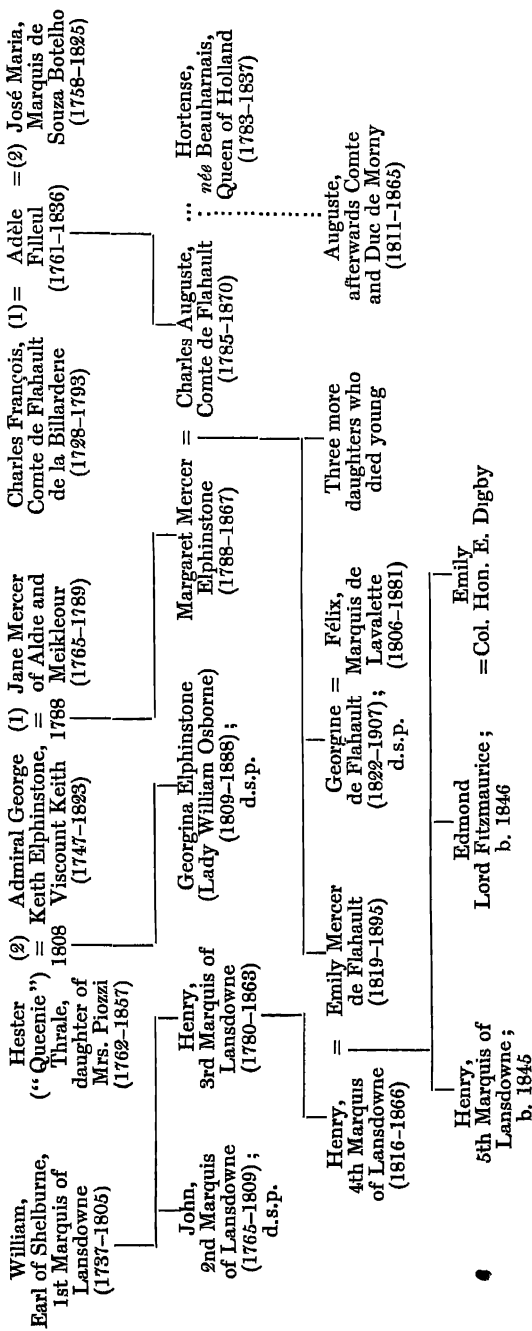 William,
Earl of Shelburne,
1st Marquis of
Lansdowne
(1737–1805)
Hester
("Queenie")
Thrale,
daughter of
Mrs. Piozzi
(1762–1857)
(2)
=
1808
Admiral George
Keith Elphinstone,
Viscount Keith
(1747–1823)
(1)
=
1788
Jane Mercer
of Aldie and
Meikleour
(1765–1789)
Charles François,
Comte de Flahault
de la Billarderie
(1728–1793)
(1) =
Adèle
Filleul
(1761–1836)
= (2)
José Maria,
Marquis de
Souza Botelho
(1758–1825)
John,
2nd Marquis
of Lansdowne
(1765–1809) ;
d.s.p.
Henry,
3rd Marquis of
Lansdowne
(1780–1863)
Georgina Elphinstone
(Lady William Osborne)
(1809–1888) ;
d.s.p.
Margaret Mercer
Elphinstone
(1788–1867)
=
Charles Auguste,
Comte de Flahault
(1785–1870)
...
Hortense,
née Beauharnais,
Queen of Holland
(1783–1837)
Henry,
4th Marquis
of Lansdowne
(1816–1866)
=
Emily Mercer
de Flahault
(1819–1895)
Georgine
de Flahault
(1822–1907) ;
d.s.p.
=
Félix,
Marquis de
Lavalette
(1806–1881)
Three more
daughters who
died young
Auguste,
afterwards Comte
and Duc de Morny
(1811–1865)
Henry,
5th Marquis of
Lansdowne ;
b. 1845
Edmond
Lord Fitzmaurice ;
b. 1846
Emily
=Col. Hon. E. Digby